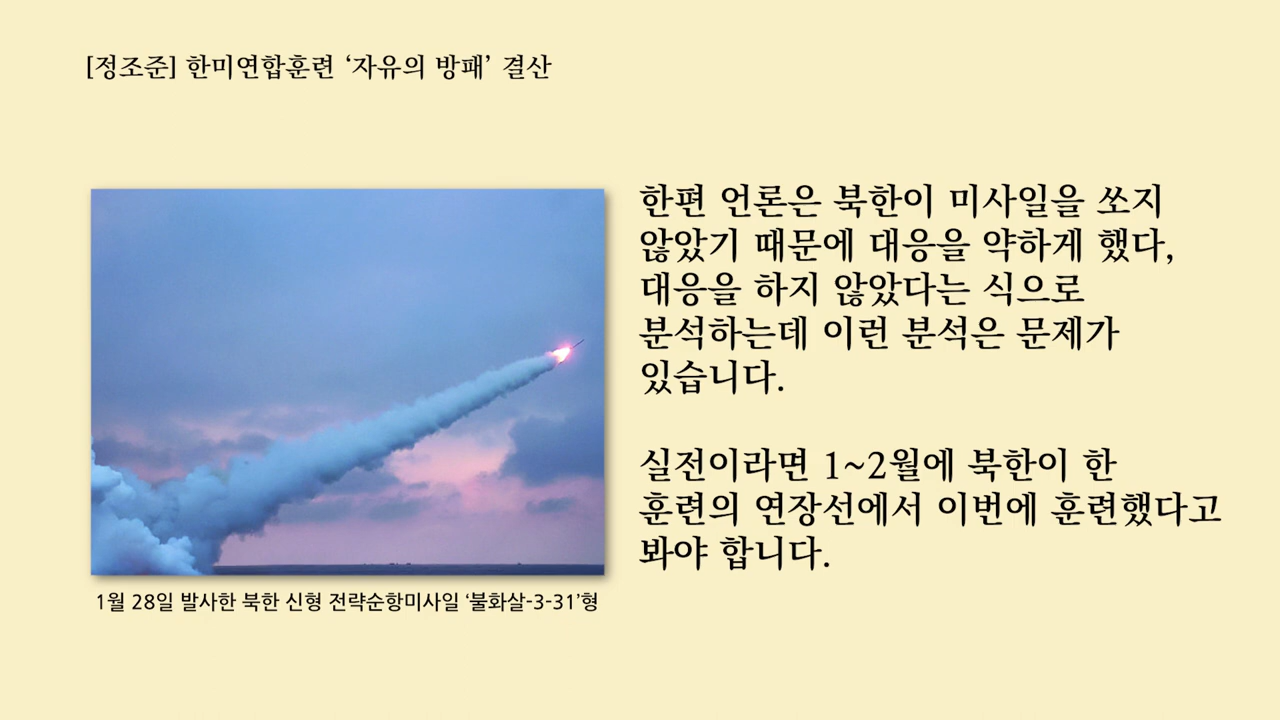 [정조준] 한미연합훈련 ‘자유의 방패’ 결산
한편 언론은 북한이 미사일을 쏘지
않았기 때문에 대응을 약하게 했다,
대응을 하지 않았다는 식으로
분석하는데 이런 분석은 문제가
있습니다.
실전이라면 1~2월에 북한이 한
훈련의 연장선에서 이번에 훈련했다고
봐야 합니다.
1월 28일 발사한 북한 신형 전략순항미사일 ‘불화살-3-31’형